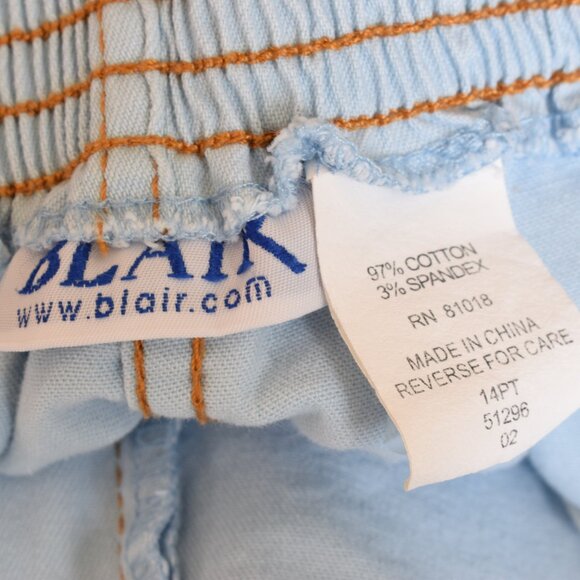 BLAIR
www.blair.com
97% COTTON
3% SPANDEX
RN 81018
MADE IN CHINA
REVERSE FOR CARE
14PT
51296
02